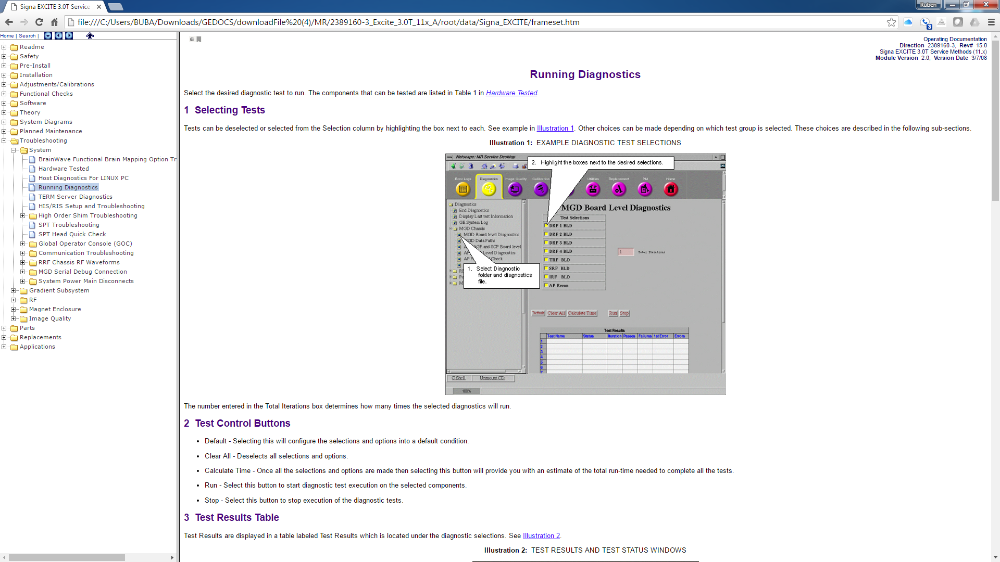 Signa EXCITE 3.0T Service
Ruben
file:///C:/Users/BUBA/Downloads/GEDOCS/downloadFile%20(4)/MR/2389160-3_Excite_3.0T_11x_A/root/data/Signa_EXCITE/frameset.htm
3
Home | Search |
Readme
Safety
Pre-Install
Installation
Adjustments/Calibrations
Functional Checks
Software
Theory
System Diagrams
Planned Maintenance
Troubleshooting
System
BrainWave Functional Brain Mapping Option Tr
Hardware Tested
Host Diagnostics For LINUX PC
Running Diagnostics
TERM Server Diagnostics
HIS/RIS Setup and Troubleshooting
High Order Shim Troubleshooting
SPT Troubleshooting
SPT Head Quick Check
Global Operator Console (GOC)
Communication Troubleshooting
RRF Chassis RF Waveforms
MGD Serial Debug Connection
System Power Main Disconnects
Gradient Subsystem
RF
Magnet Enclosure
Image Quality
Parts
Replacements
Applications
Operating Documentation
Direction 2389160-3, Rev# 15.0
Signa EXCITE 3.0T Service Methods (11.x)
Module Version 2.0, Version Date 3/7/08
Running Diagnostics
Select the desired diagnostic test to run. The components that can be tested are listed in Table 1 in Hardware Tested.
1 Selecting Tests
Tests can be deselected or selected from the Selection column by highlighting the box next to each. See example in Illustration 1. Other choices can be made depending on which test group is selected. These choices are described in the following sub-sections.
Illustration 1: EXAMPLE DIAGNOSTIC TEST SELECTIONS
Netscape: MR Service Desktop
2. Highlight the boxes next to the desired selections.
Error Logs Diagnostics Image Quality Calibration Utilities Replacement PM Home
Diagnostics
End Diagnostics
Display Last test Information
GE System Log
MGD Chassis
MGD Board level Diagnostics
MGD Data Paths
AGP,and SCP Board level
Level Diagnostics
Check
1. Select Diagnostic
folder and diagnostics
file.
MGD Board Level Diagnostics
Test Selections
DRF 1 BLD
DRF 2 BLD
DRF 3 BLD
DRF 4 BLD
TRF BLD
SRF BLD
IRF BLD
AP Recon
1 Total Iterations
Default Clear All Calculate Time Run Stop
Test Results
Test Name Status Iteration Passes Failures 1st Error Errors
1
2
3
4
5
6
7
C Shell Unmount CD
100%
The number entered in the Total Iterations box determines how many times the selected diagnostics will run.
2 Test Control Buttons
• Default - Selecting this will configure the selections and options into a default condition.
• Clear All - Deselects all selections and options.
• Calculate Time - Once all the selections and options are made then selecting this button will provide you with an estimate of the total run-time needed to complete all the tests.
• Run - Select this button to start diagnostic test execution on the selected components.
• Stop - Select this button to stop execution of the diagnostic tests.
3 Test Results Table
Test Results are displayed in a table labeled Test Results which is located under the diagnostic selections. See Illustration 2.
Illustration 2: TEST RESULTS AND TEST STATUS WINDOWS